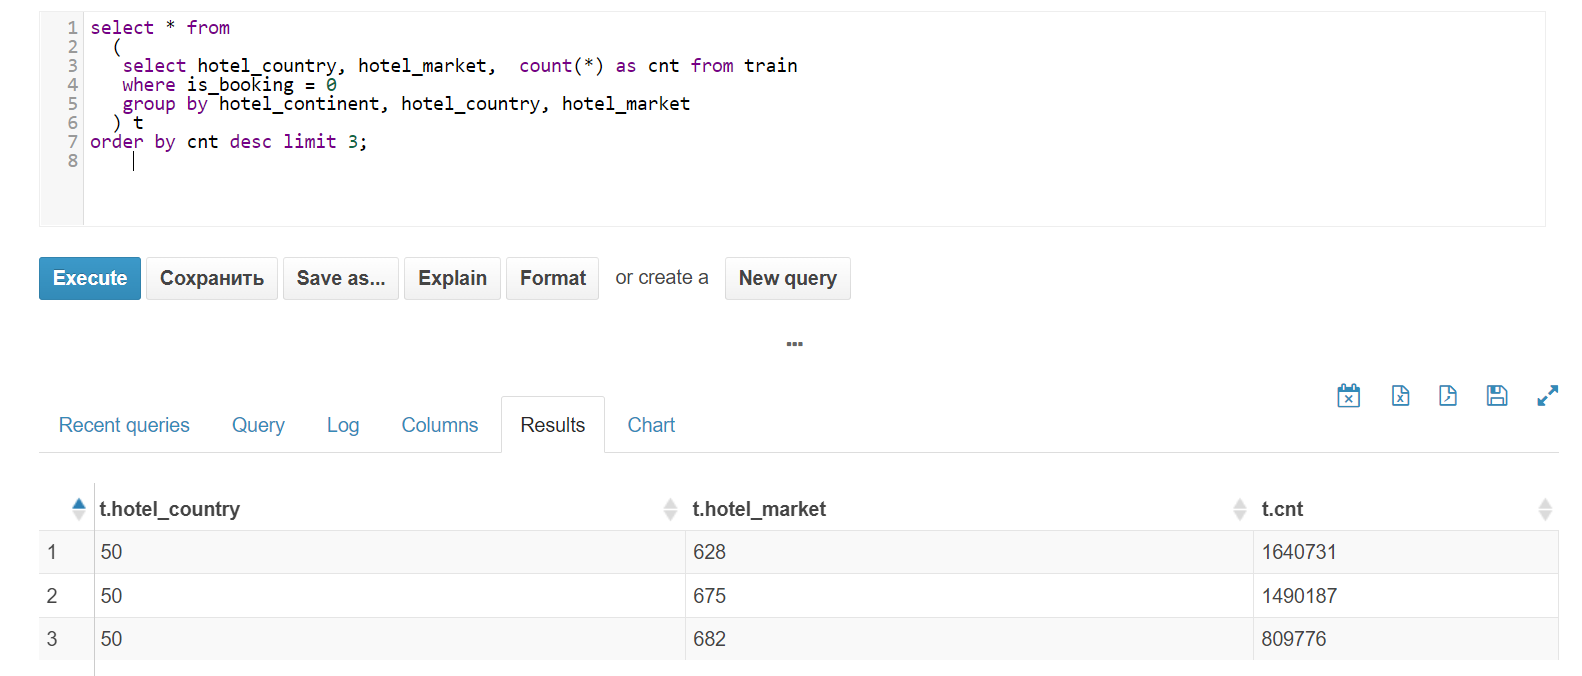 1 select * from
2 (
3 select hotel_country, hotel_market,  count(*) as cnt from train
4 where is_booking = 0
5 group by hotel_continent, hotel_country, hotel_market
6 ) t
7 order by cnt desc limit 3;
8
Execute Сохранить Save as... Explain Format or create a New query
...
Recent queries Query Log Columns Results Chart
t.hotel_country t.hotel_market t.cnt
1 50 628 1640731
2 50 675 1490187
3 50 682 809776